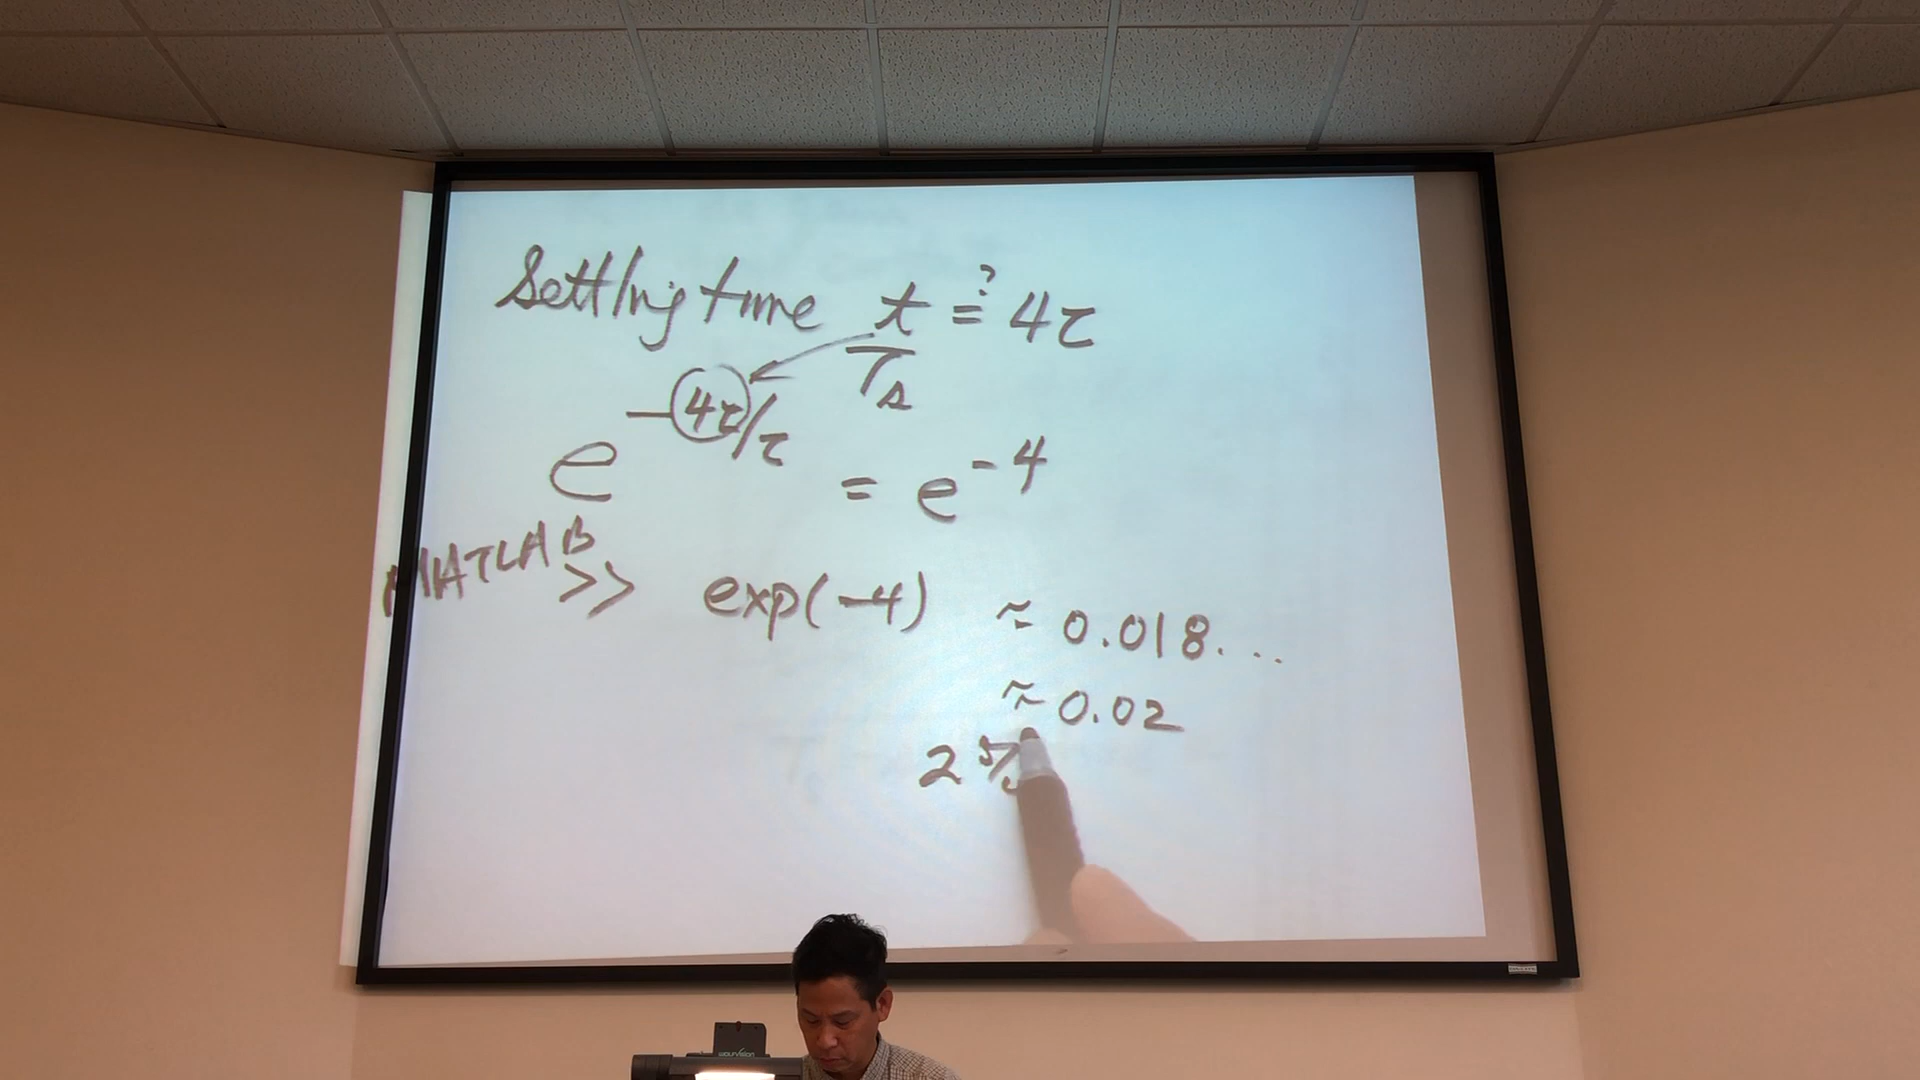 Settling time t =? 4τ
Ts
e^-4τ/τ = e^-4
MATLAB >> exp(-4) ≈ 0.018...
≈ 0.02
2 %